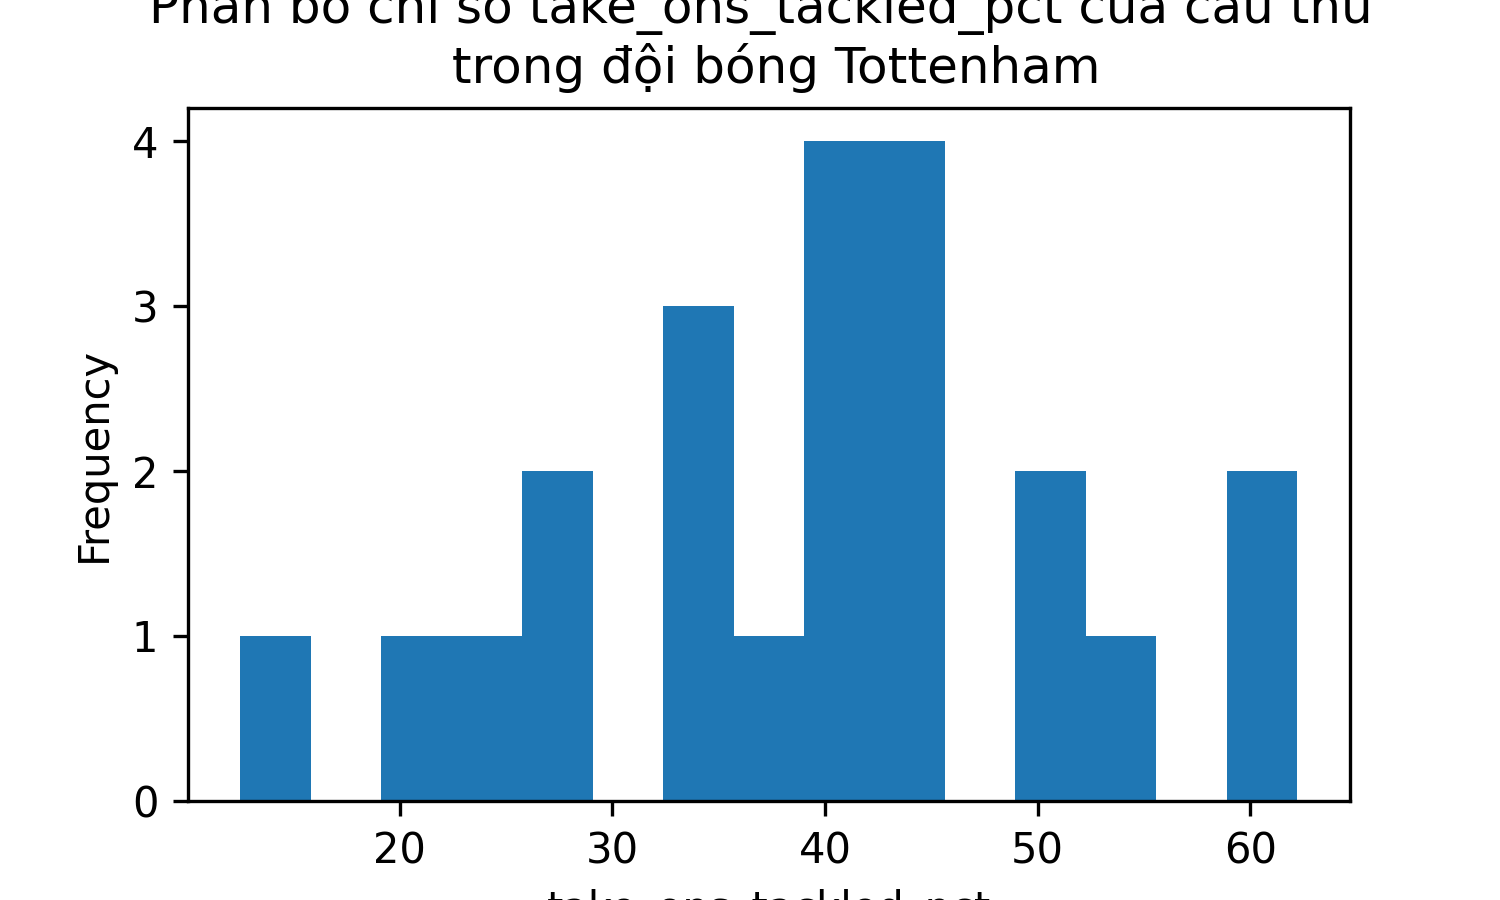 Phân bố chỉ số take_ons_tackled_pct của cầu thủ
trong đội bóng Tottenham
Frequency
4
3
2
1
0
20 30 40 50 60
take_ons_tackled_pct